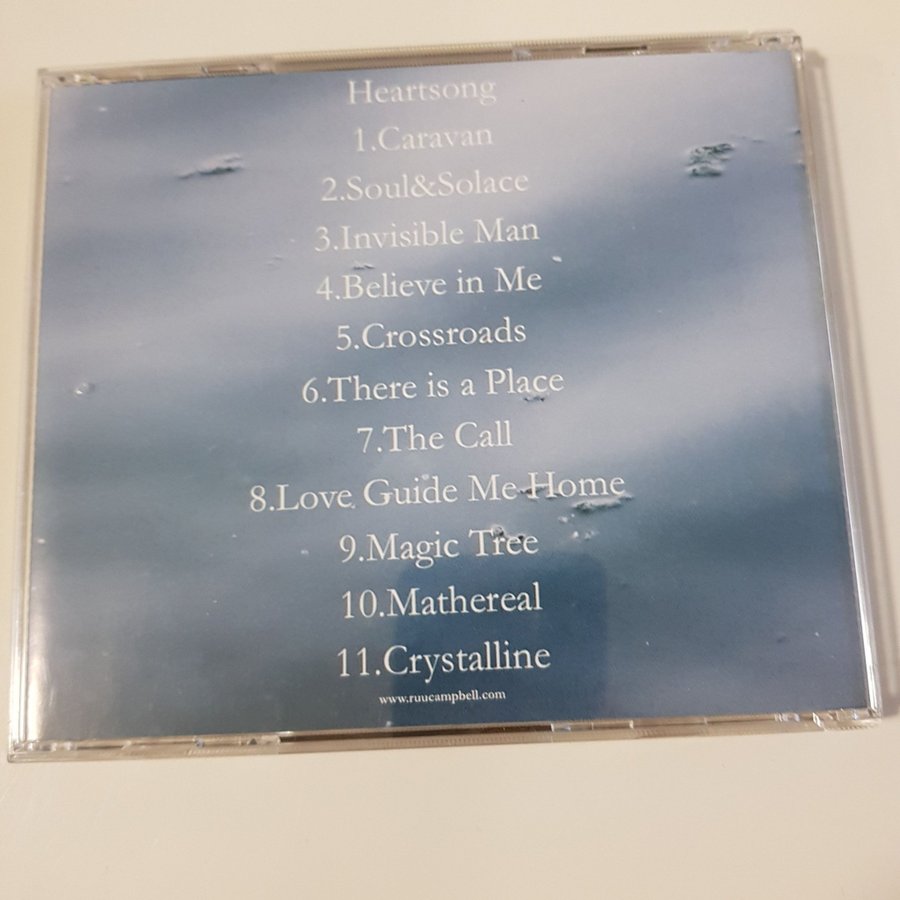 Heartsong
1.Caravan
2.Soul&Solace
3.Invisible Man
4.Believe in Me
5.Crossroads
6.There is a Place
7.The Call
8.Love Guide Me Home
9.Magic Tree
10.Mathereal
11.Crystalline
www.ruucampbell.com